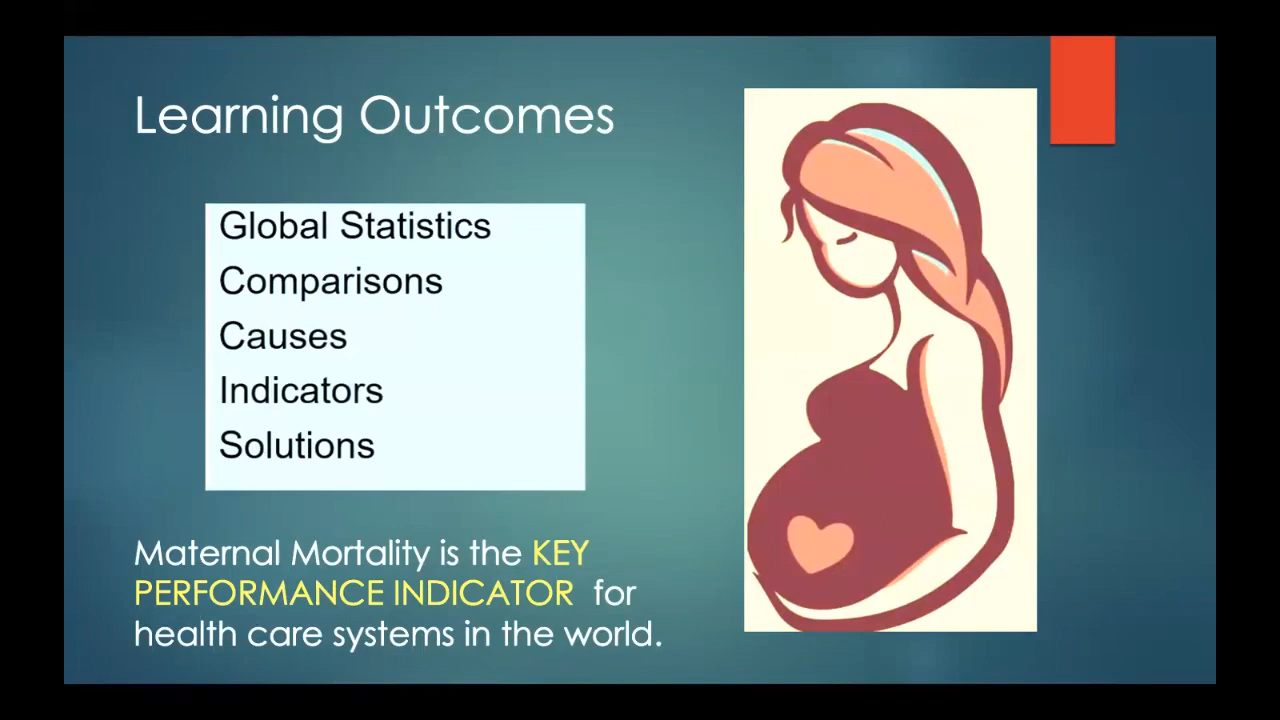 Learning Outcomes
Global Statistics
Comparisons
Causes
Indicators
Solutions
Maternal Mortality is the KEY
PERFORMANCE INDICATOR for
health care systems in the world.